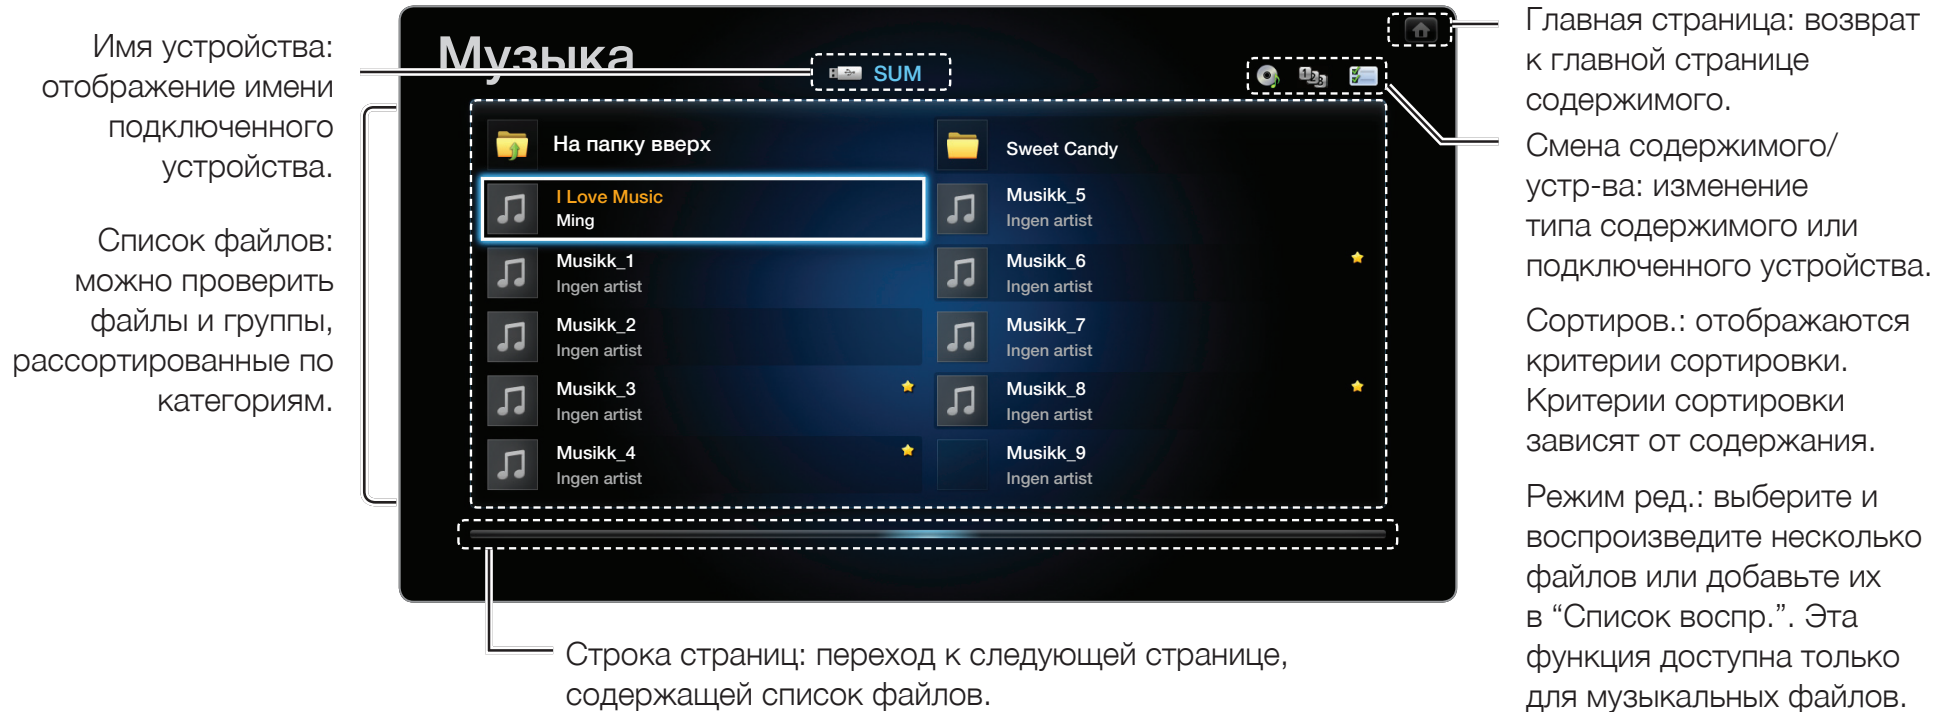 Имя устройства:
отображение имени
подключенного
устройства.
Список файлов:
можно проверить
файлы и группы,
рассортированные по
категориям.
Музыка
SUM
На папку вверх
I Love Music
Ming
Musikk_1
Ingen artist
Musikk_2
Ingen artist
Musikk_3
Ingen artist
Musikk_4
Ingen artist
Sweet Candy
Musikk_5
Ingen artist
Musikk_6
Ingen artist
Musikk_7
Ingen artist
Musikk_8
Ingen artist
Musikk_9
Ingen artist
Строка страниц: переход к следующей странице,
содержащей список файлов.
Главная страница: возврат
к главной странице
содержимого.
Смена содержимого/
устр-ва: изменение
типа содержимого или
подключенного устройства.
Сортиров.: отображаются
критерии сортировки.
Критерии сортировки
зависят от содержания.
Режим ред.: выберите и
воспроизведите несколько
файлов или добавьте их
в “Список воспр.”. Эта
функция доступна только
для музыкальных файлов.